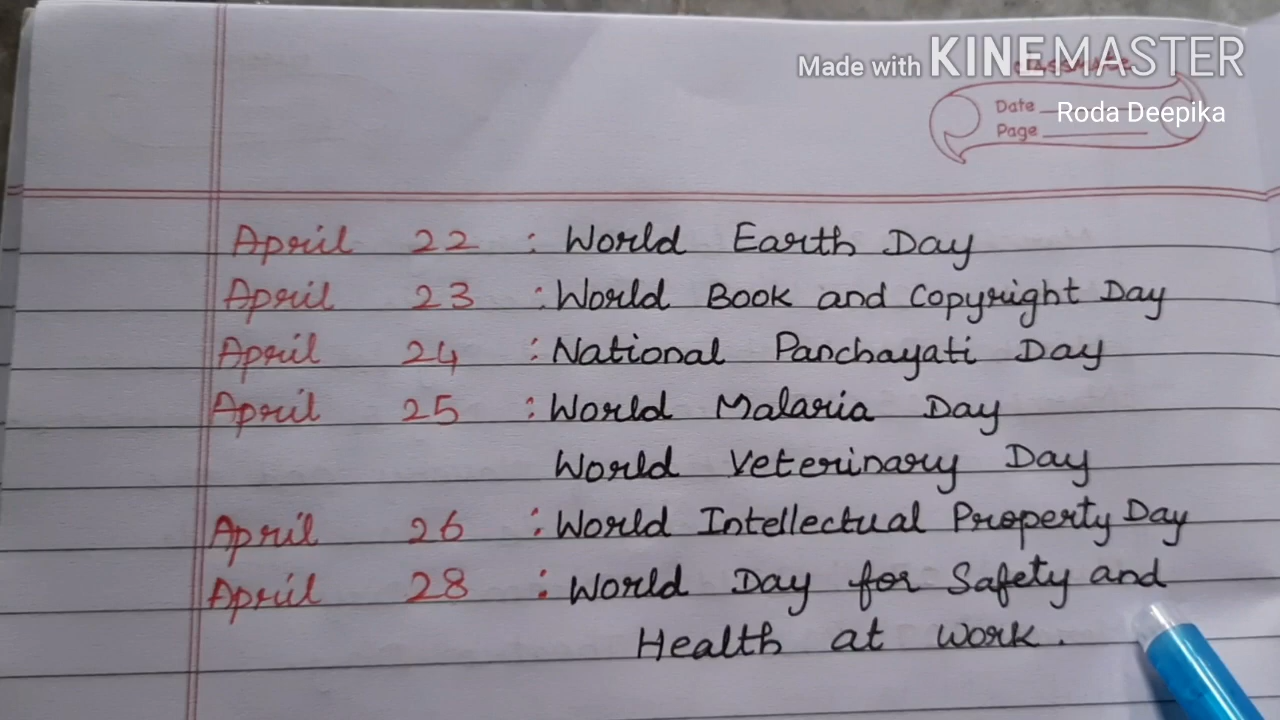 Made with KINEMASTER
Date
Roda Deepika
Page
April 22 : World Earth Day
April 23 : World Book and Copyright Day
April 24 : National Panchayati Day
April 25 : World Malaria Day
World Veterinary Day
April 26 : World Intellectual Property Day
April 28 : World Day for Safety and
Health at work.